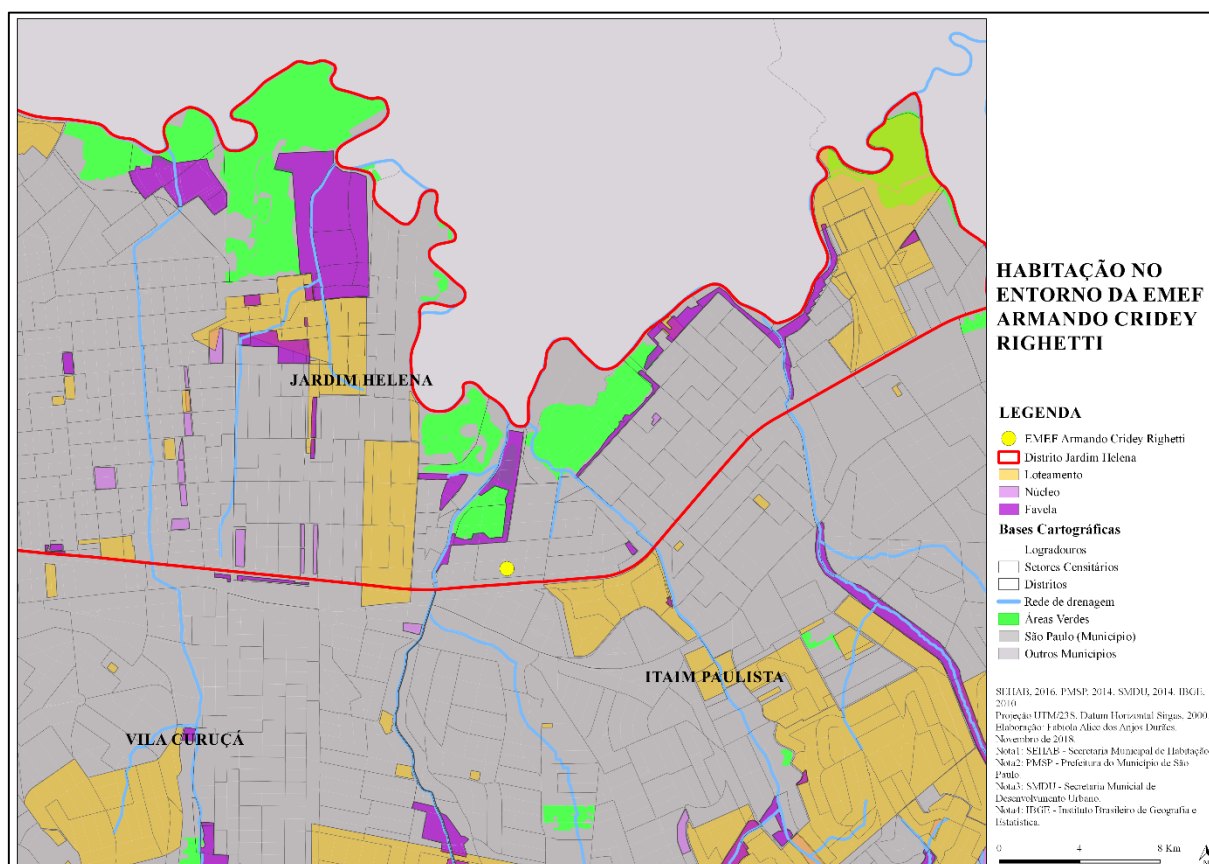 HABITAÇÃO NO
ENTORNO DA EMEF
ARMANDO CRIDEY
RIGHETTI
JARDIM HELENA
ITAIM PAULISTA
VILA CURUÇÁ
LEGENDA
EMEF Armando Cridey Righetti
Distrito Jardim Helena
Loteamento
Núcleo
Favela
Bases Cartográficas
Logradouros
Setores Censitários
Distritos
Rede de drenagem
Áreas Verdes
São Paulo (Município)
Outros Municípios
SEHAB, 2016. PMSP, 2014. SMDU, 2014. IBGE,
2010
Projeção UTM/23S. Datum Horizontal Sirgas, 2000
Elaboração: Fabíola Alice dos Anjos Durães.
Novembro de 2018.
Nota1: SEHAB - Secretaria Municipal de Habitação
Nota2: PMSP - Prefeitura do Município de São
Paulo.
Nota3: SMDU - Secretaria Municial de
Desenvolvimento Urbano.
Nota4: IBGE - Instituto Brasileiro de Geografia e
Estatística.
0 4 8 Km